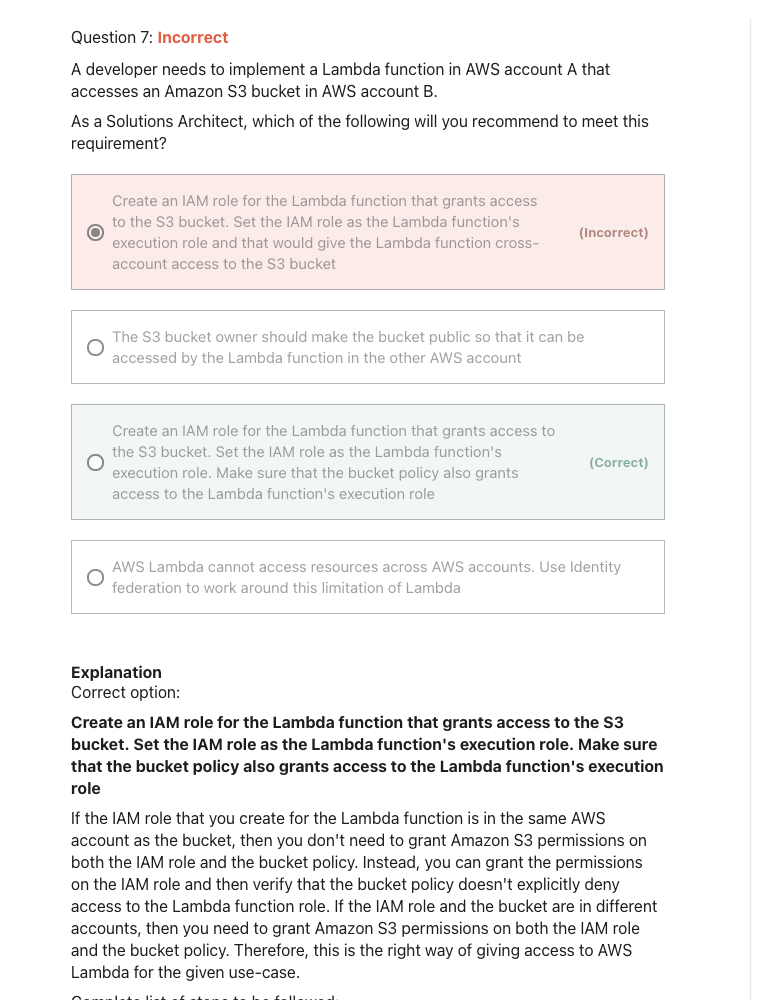 Question 7: Incorrect
A developer needs to implement a Lambda function in AWS account A that
accesses an Amazon S3 bucket in AWS account B.
As a Solutions Architect, which of the following will you recommend to meet this
requirement?
Create an IAM role for the Lambda function that grants access
to the S3 bucket. Set the IAM role as the Lambda function's
execution role and that would give the Lambda function cross-
account access to the S3 bucket
(Incorrect)
The S3 bucket owner should make the bucket public so that it can be
accessed by the Lambda function in the other AWS account
Create an IAM role for the Lambda function that grants access to
the S3 bucket. Set the IAM role as the Lambda function's
execution role. Make sure that the bucket policy also grants
access to the Lambda function's execution role
(Correct)
AWS Lambda cannot access resources across AWS accounts. Use Identity
federation to work around this limitation of Lambda
Explanation
Correct option:
Create an IAM role for the Lambda function that grants access to the S3
bucket. Set the IAM role as the Lambda function's execution role. Make sure
that the bucket policy also grants access to the Lambda function's execution
role
If the IAM role that you create for the Lambda function is in the same AWS
account as the bucket, then you don't need to grant Amazon S3 permissions on
both the IAM role and the bucket policy. Instead, you can grant the permissions
on the IAM role and then verify that the bucket policy doesn't explicitly deny
access to the Lambda function role. If the IAM role and the bucket are in different
accounts, then you need to grant Amazon S3 permissions on both the IAM role
and the bucket policy. Therefore, this is the right way of giving access to AWS
Lambda for the given use-case.
Complete list of steps to be followed: